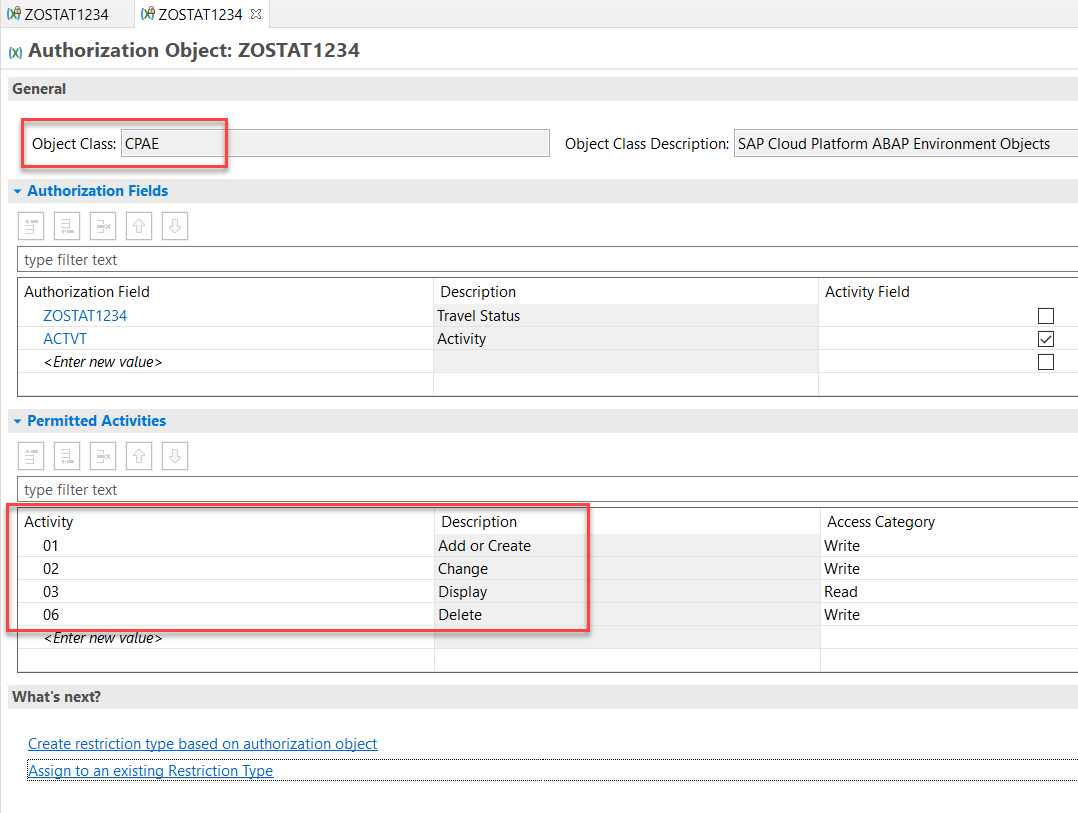 ZOSTAT1234 ZOSTAT1234
Authorization Object: ZOSTAT1234
General
Object Class: CPAE Object Class Description: SAP Cloud Platform ABAP Environment Objects
Authorization Fields
type filter text
Authorization Field Description Activity Field
ZOSTAT1234 Travel Status
ACTVT Activity
<Enter new value>
Permitted Activities
type filter text
Activity Description Access Category
01 Add or Create Write
02 Change Write
03 Display Read
06 Delete Write
<Enter new value>
What's next?
Create restriction type based on authorization object
Assign to an existing Restriction Type